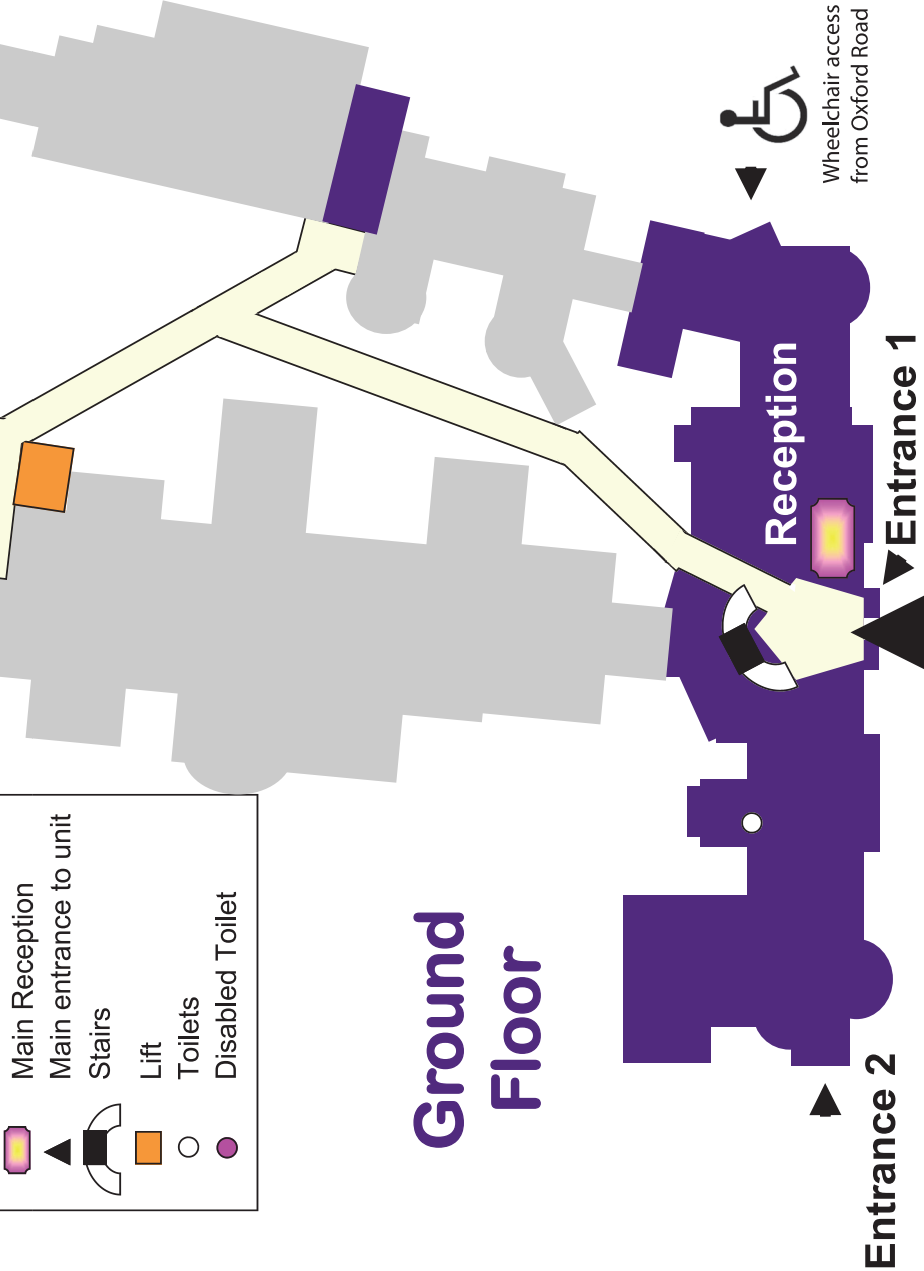 Main Reception
Main entrance to unit
Stairs
Lift
Toilets
Disabled Toilet
Ground
Floor
Reception
Entrance 1
Entrance 2
Wheelchair access
from Oxford Road